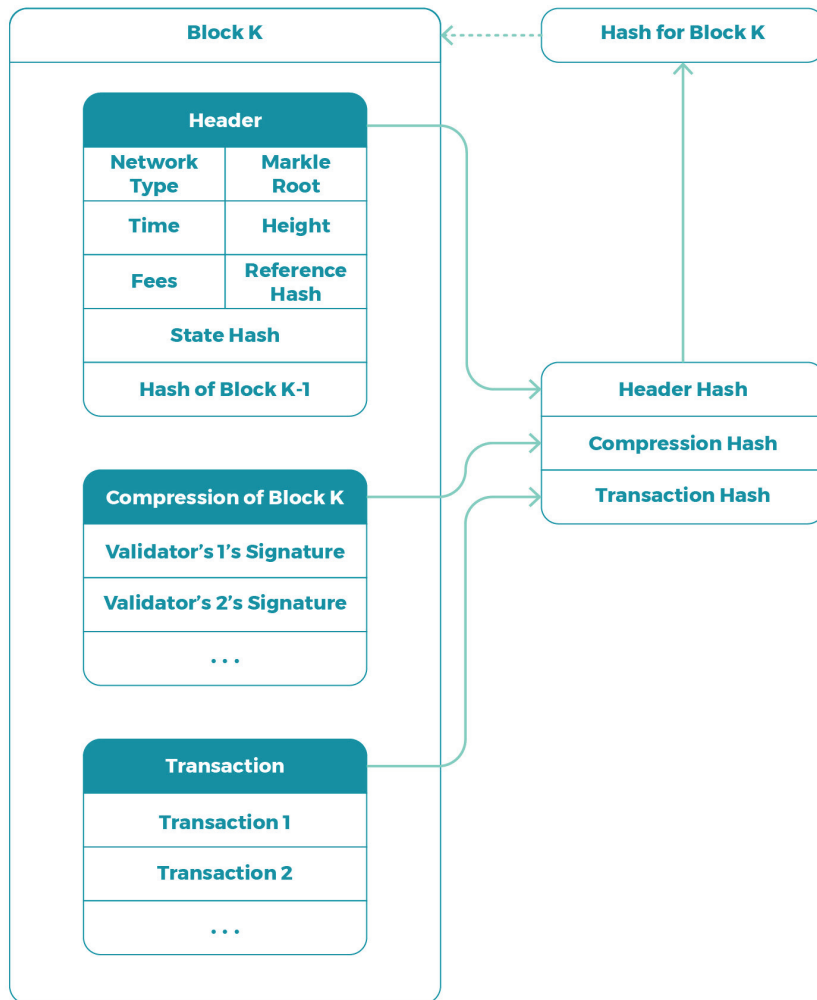 Block K
Hash for Block K
Header
Network
Type
Markle
Root
Time
Height
Fees
Reference
Hash
State Hash
Hash of Block K-1
Header Hash
Compression Hash
Transaction Hash
Compression of Block K
Validator’s 1’s Signature
Validator’s 2’s Signature
...
Transaction
Transaction 1
Transaction 2
...